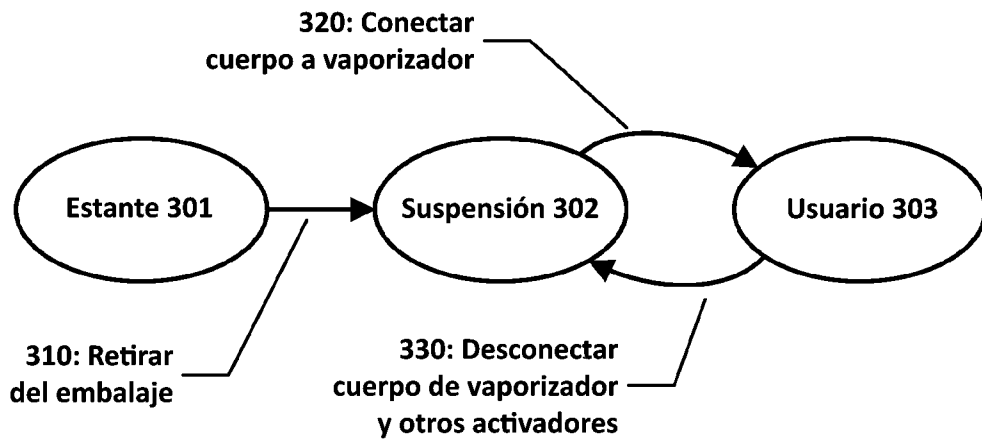 320: Conectar
cuerpo a vaporizador
Estante 301
Suspensión 302
Usuario 303
310: Retirar
del embalaje
330: Desconectar
cuerpo de vaporizador
y otros activadores